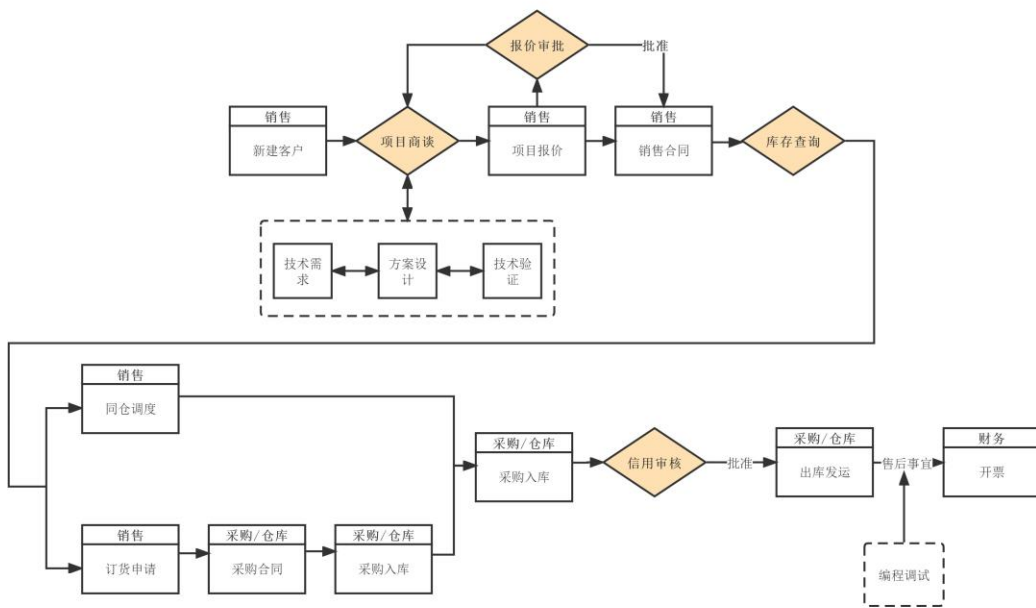 报价审批
批准
销售
新建客户
项目商谈
销售
项目报价
销售
销售合同
库存查询
技术需
求
方案设
计
技术验
证
销售
同仓调度
采购/仓库
采购入库
信用审核
批准
采购/仓库
出库发运
售后事宜
财务
开票
销售
订货申请
采购/仓库
采购合同
采购/仓库
采购入库
编程调试